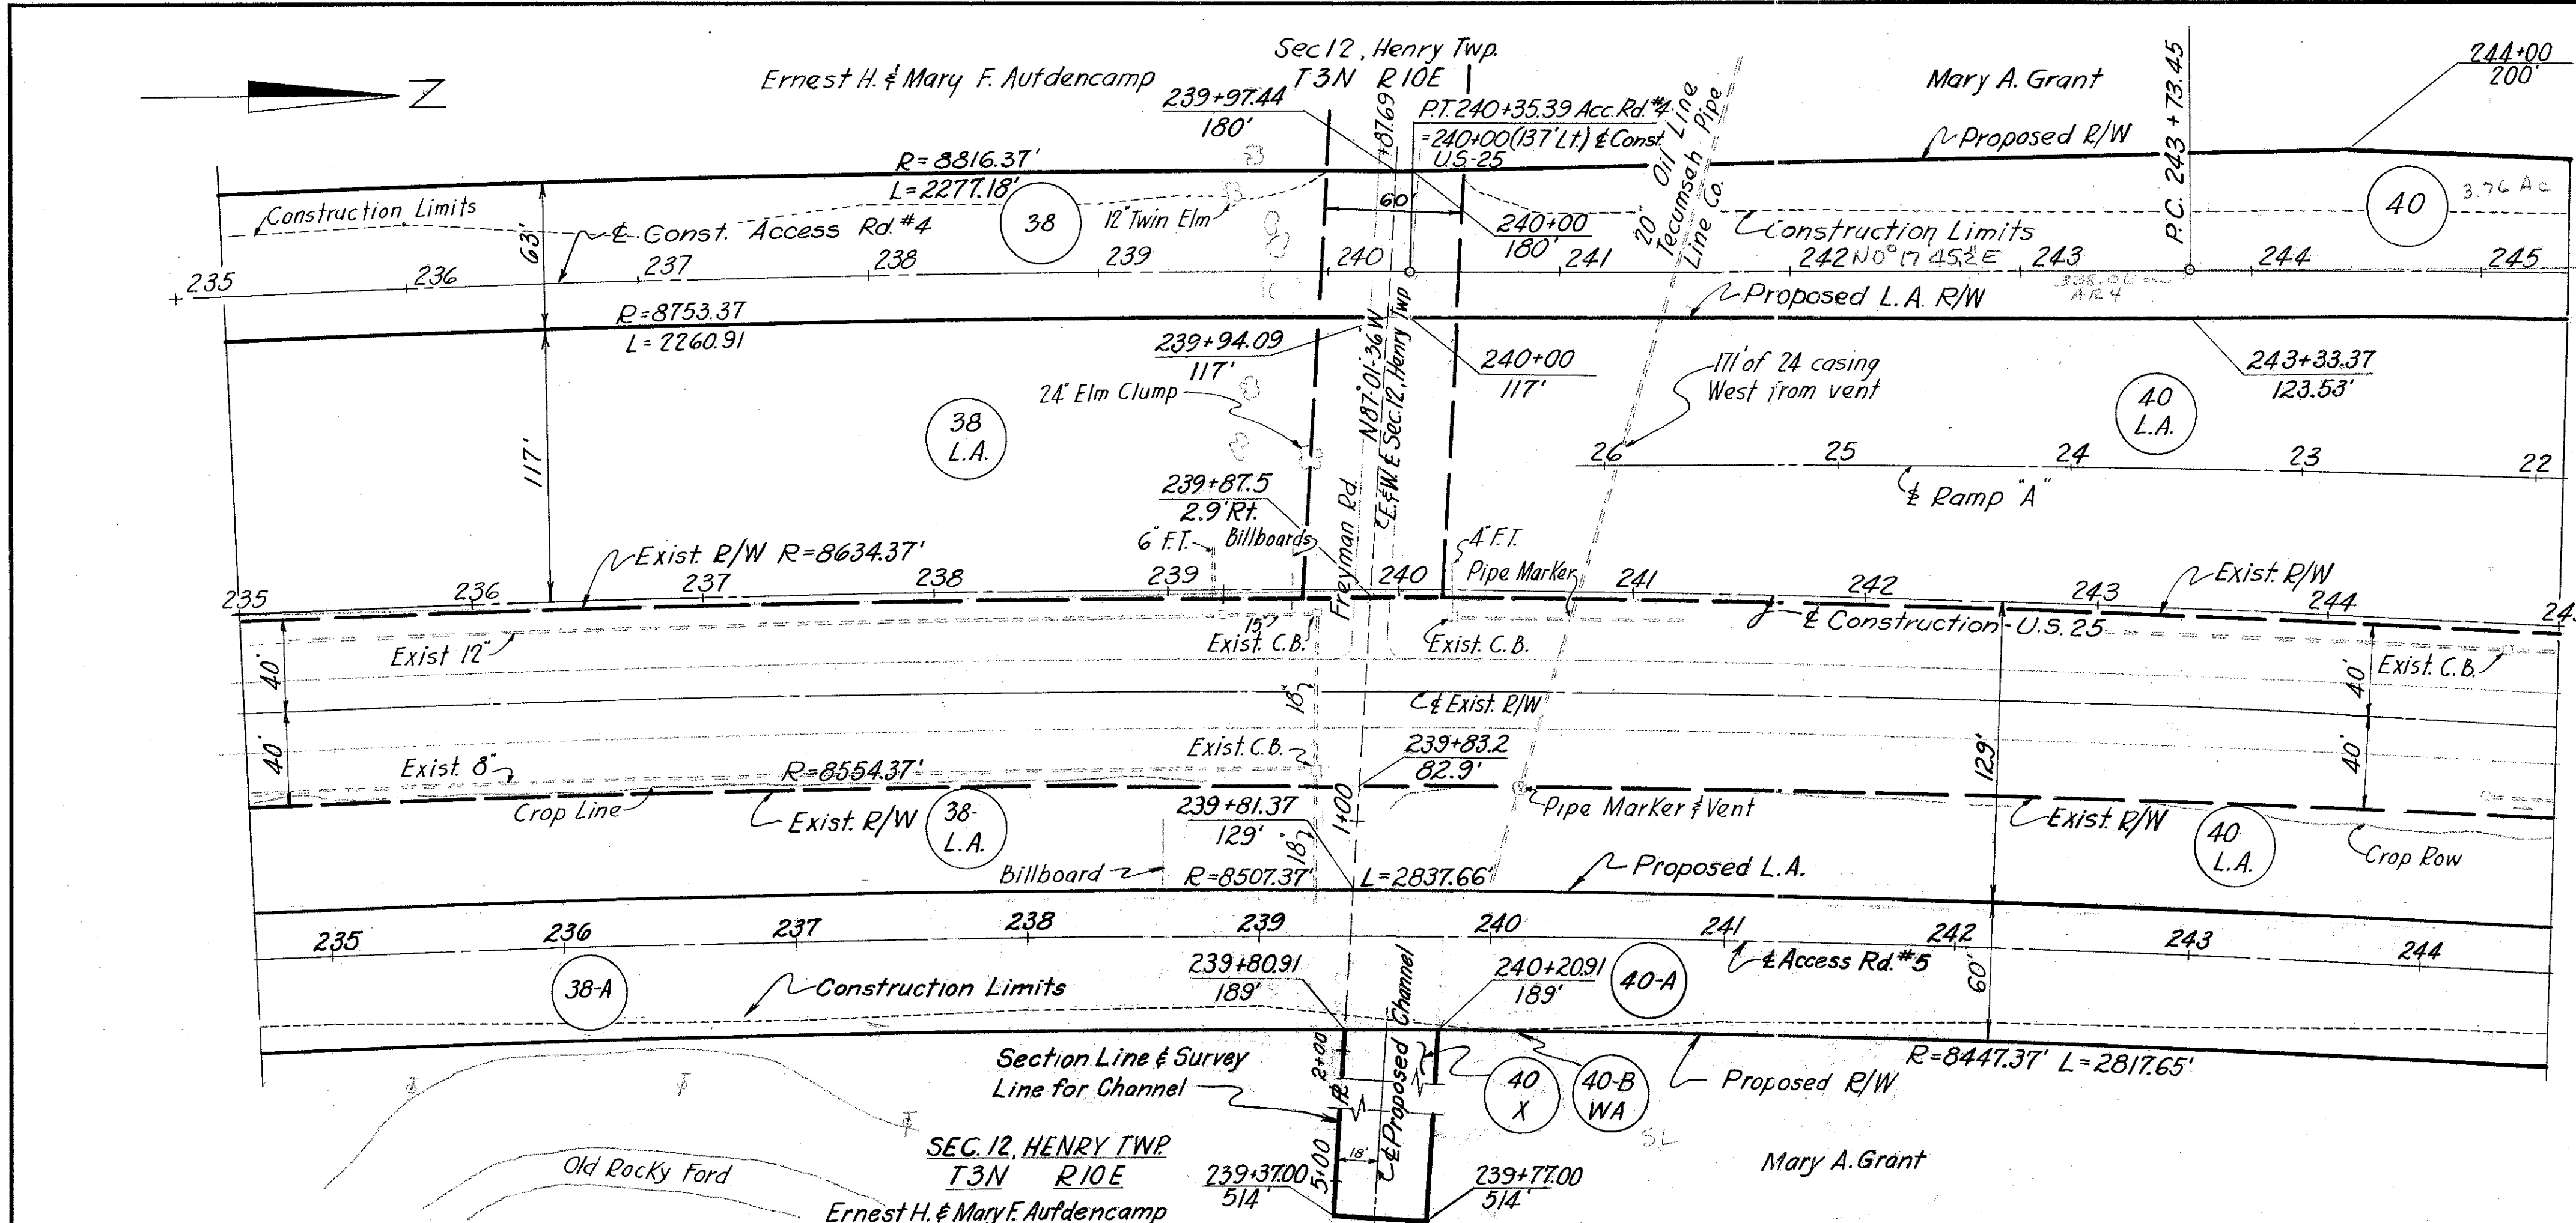 Sec 12, Henry Twp.
T3N R10E
Ernest H. & Mary F. Aufdencamp
Mary A. Grant
244+00
200'
Z
239+97.44
180'
+87.69
P.T. 240+35.39 Acc. Rd. #4
=240+00 (137' Lt.) ℄ Const.
U.S-25
20" Oil Line
Tecumsah Pipe
Line Co.
P.C. 243+73.45
Proposed R/W
R=8816.37'
L=2277.18'
Construction Limits
63'
℄ Const. Access Rd. #4
38
12" Twin Elm
60'
240+00
180'
Construction Limits
40
3.76 Ac
235
236
237
238
239
240
241
242
N0° 17' 45½" E
243
244
245
Proposed L.A. R/W
R=8753.37
L=2260.91
239+94.09
117'
240+00
117'
N87°-01'-36"W
E.&W. ¼ Sec. 12, Henry Twp
171' of 24 casing
West from vent
243+33.37
123.53'
24" Elm Clump
38
L.A.
40
L.A.
117'
26
25
24
23
22
℄ Ramp "A"
239+87.5
2.9' Rt.
6" F.T.
Billboards
Freyman Rd.
4" F.T.
Pipe Marker
Exist. R/W R=8634.37'
Exist. R/W
235
236
237
238
239
240
241
242
243
244
245
Exist 12"
15"
Exist. C.B.
Exist. C.B.
℄ Construction-U.S. 25
Exist. C.B.
40'
18"
℄ Exist. R/W
40'
40'
Exist. 8"
R=8554.37'
Exist. C.B.
239+83.2
82.9'
129'
40'
Crop Line
Exist. R/W
38-
L.A.
239+81.37
129'
1+00
18"
Pipe Marker & Vent
Exist. R/W
40
L.A.
Crop Row
Billboard
R=8507.37'
L=2837.66'
Proposed L.A.
235
236
237
238
239
240
241
242
243
244
℄ Access Rd. #5
38-A
Construction Limits
239+80.91
189'
240+20.91
189'
40-A
60'
Section Line & Survey
Line for Channel
2+00
℄ Proposed Channel
40
X
40-B
WA
Proposed R/W
R=8447.37' L=2817.65'
SL
Old Rocky Ford
SEC. 12, HENRY TWP.
T3N R10E
Ernest H. & Mary F. Aufdencamp
239+37.00
514'
5+00
18'
239+77.00
514'
Mary A. Grant